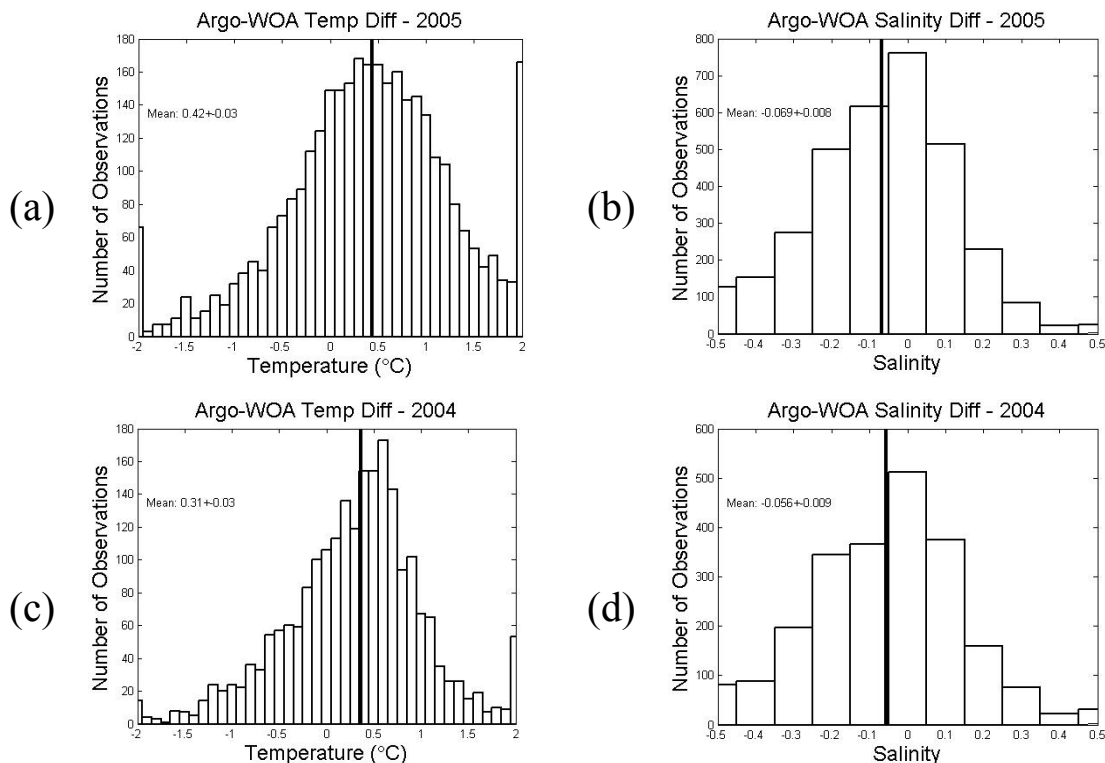 (a)
Argo-WOA Temp Diff - 2005
Number of Observations
180
160
140
120
100
80
60
40
20
0
Mean: 0.42+-0.03
-2 -1.5 -1 -0.5 0 0.5 1 1.5 2
Temperature (°C)
(b)
Argo-WOA Salinity Diff - 2005
Number of Observations
800
700
600
500
400
300
200
100
0
Mean: -0.069+-0.008
-0.5 -0.4 -0.3 -0.2 -0.1 0 0.1 0.2 0.3 0.4 0.5
Salinity
(c)
Argo-WOA Temp Diff - 2004
Number of Observations
180
160
140
120
100
80
60
40
20
0
Mean: 0.31+-0.03
-2 -1.5 -1 -0.5 0 0.5 1 1.5 2
Temperature (°C)
(d)
Argo-WOA Salinity Diff - 2004
Number of Observations
600
500
400
300
200
100
0
Mean: -0.056+-0.009
-0.5 -0.4 -0.3 -0.2 -0.1 0 0.1 0.2 0.3 0.4 0.5
Salinity